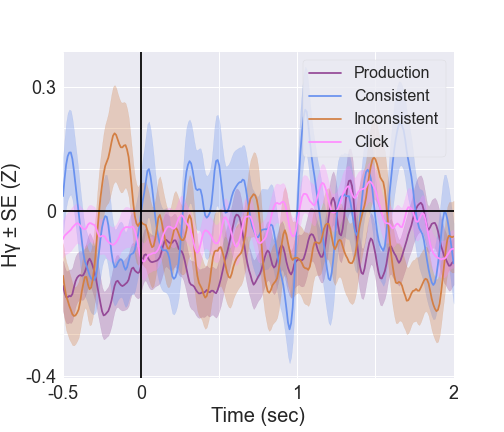 Production
Consistent
Inconsistent
Click
0.3
0
-0.4
-0.5
0
1
2
Hγ ± SE (Z)
Time (sec)